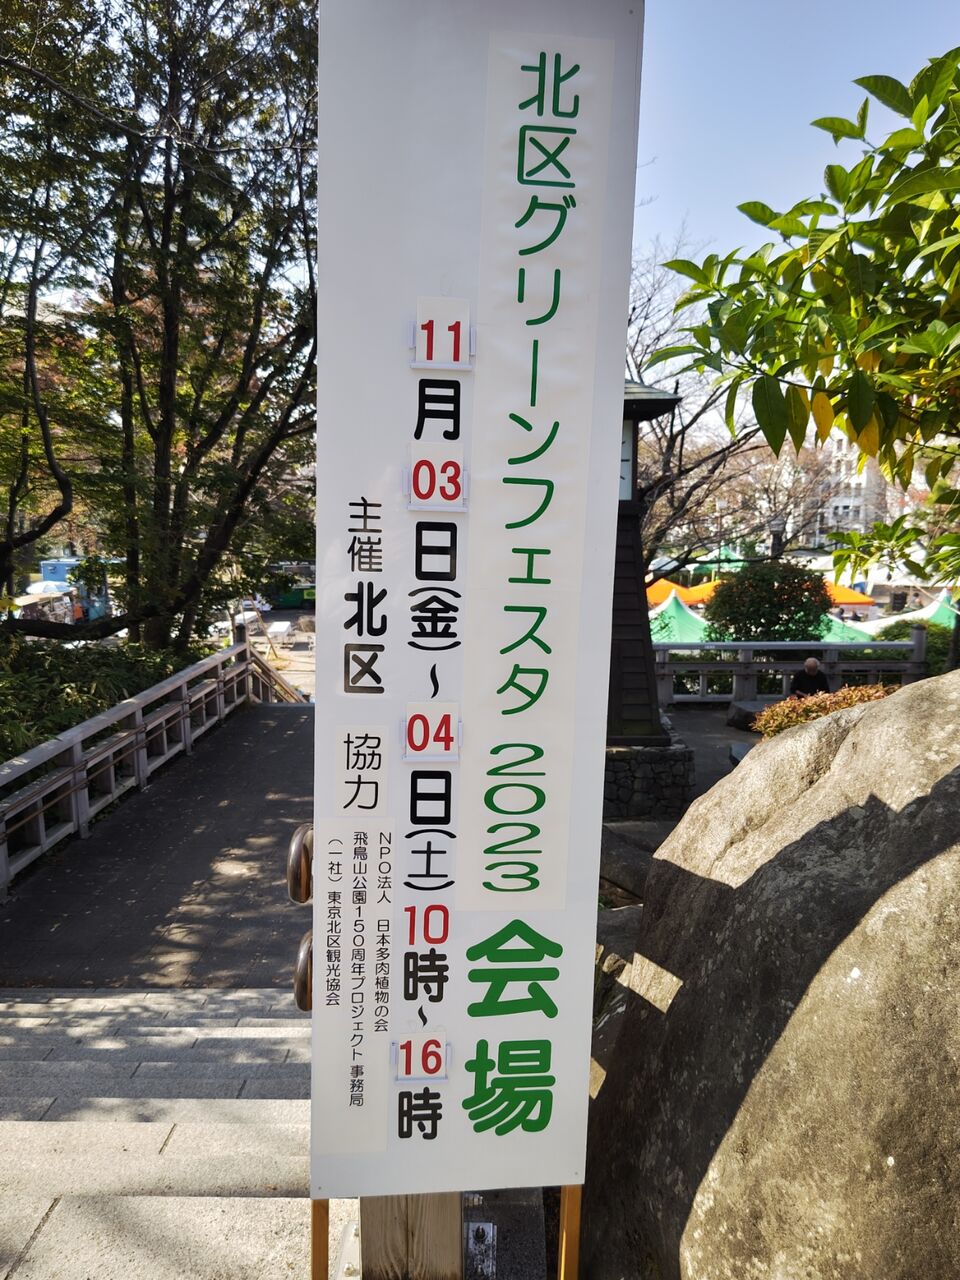 北区グリーンフェスタ 2023 会場
11月03日(金)～04日(土)10時～16時
主催 北区 協力
NPO法人 日本多肉植物の会
飛鳥山公園150周年プロジェクト 事務局
(一社) 東京北区観光協会